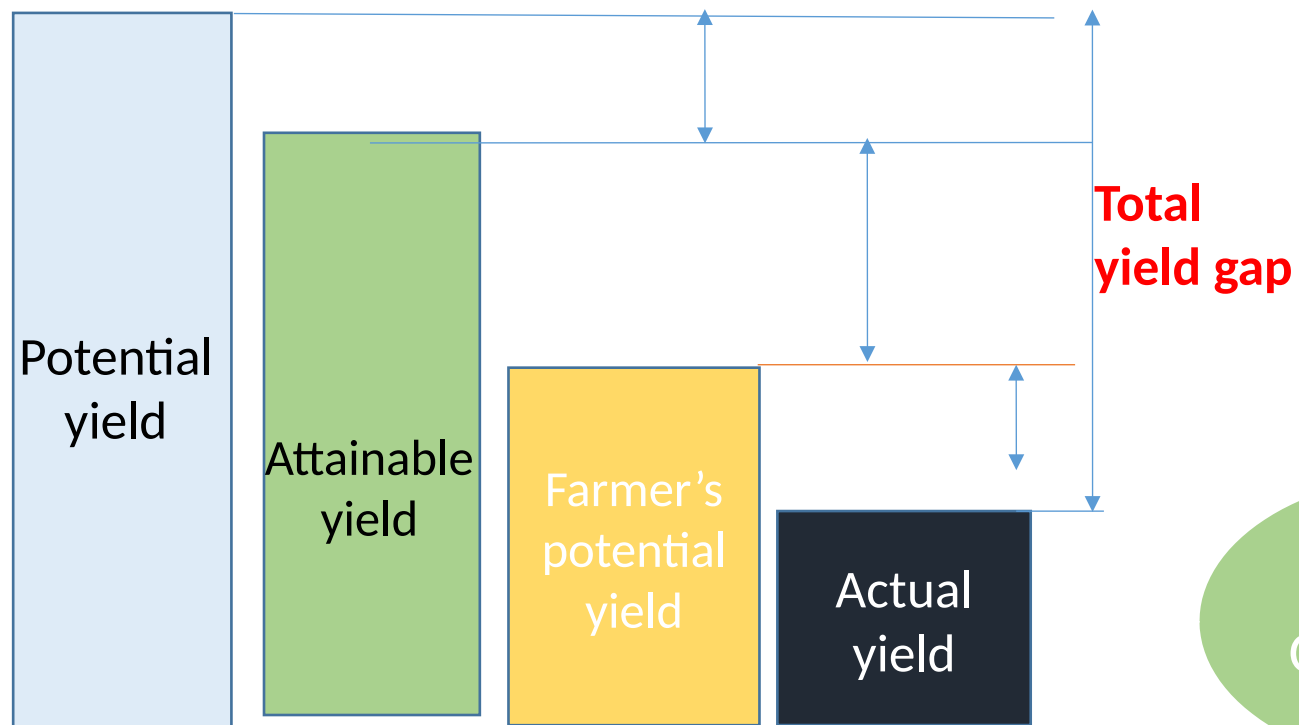 Potential
yield
Attainable
yield
Farmer’s
potential
yield
Actual
yield
Total
yield gap